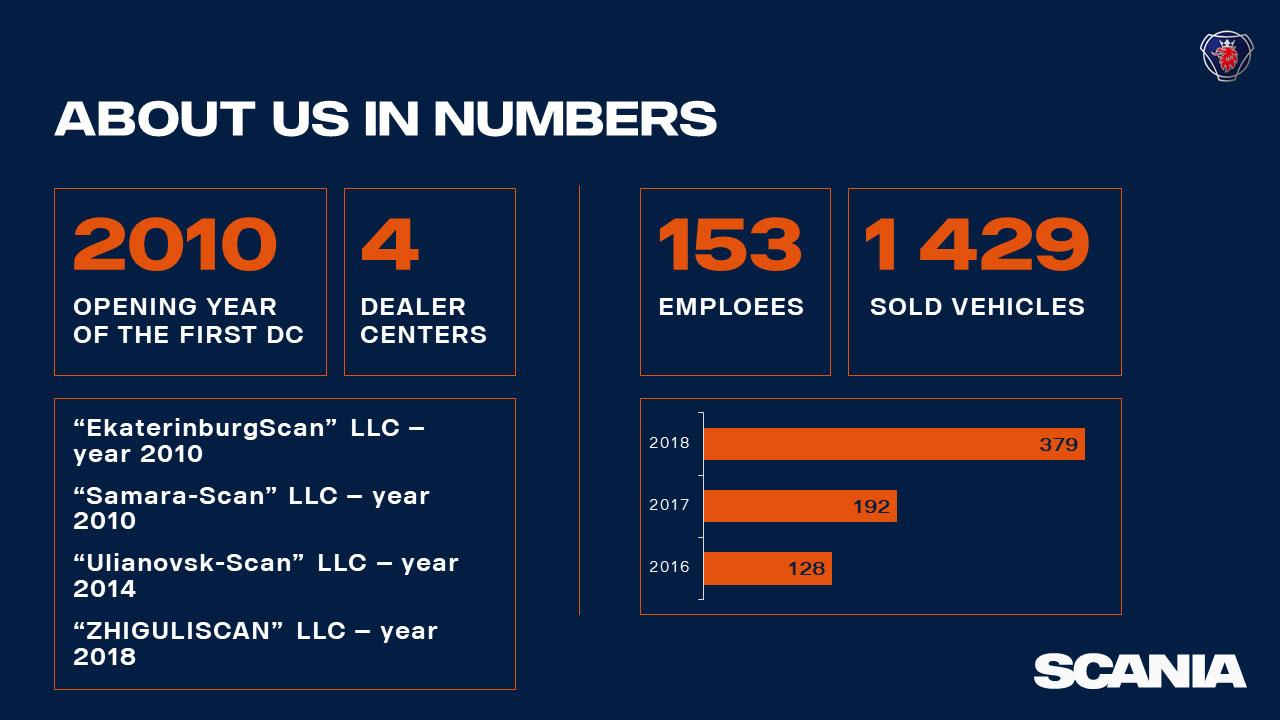 ABOUT US IN NUMBERS
2010
OPENING YEAR
OF THE FIRST DC
4
DEALER
CENTERS
“EkaterinburgScan” LLC –
year 2010
“Samara-Scan” LLC – year
2010
“Ulianovsk-Scan” LLC – year
2014
“ZHIGULISCAN” LLC – year
2018
153
EMPLOEES
1 429
SOLD VEHICLES
2018 379
2017 192
2016 128
SCANIA